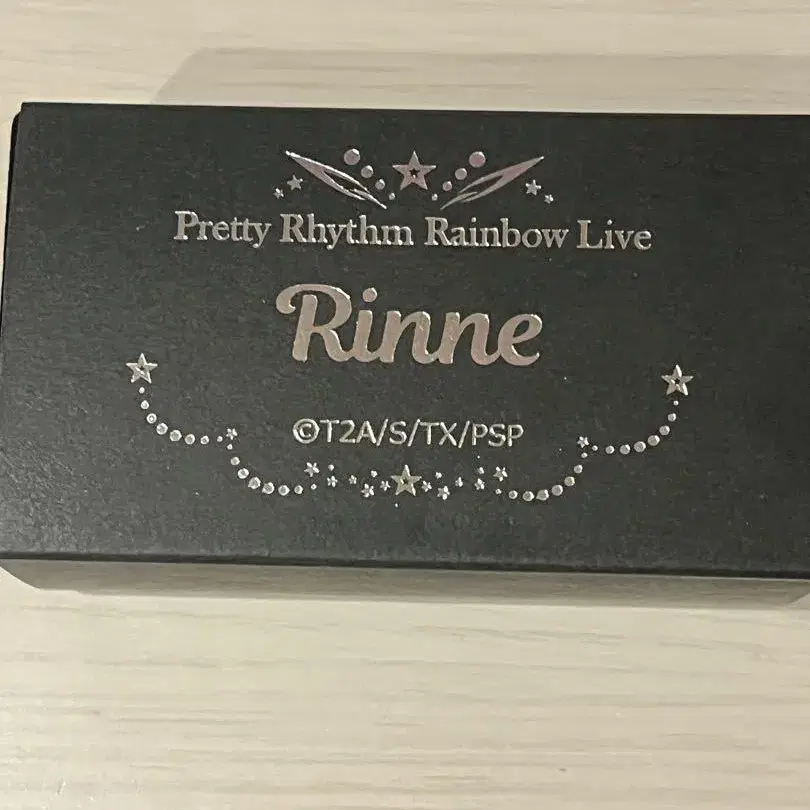 Pretty Rhythm Rainbow Live
Rinne
©T2A/S/TX/PSP